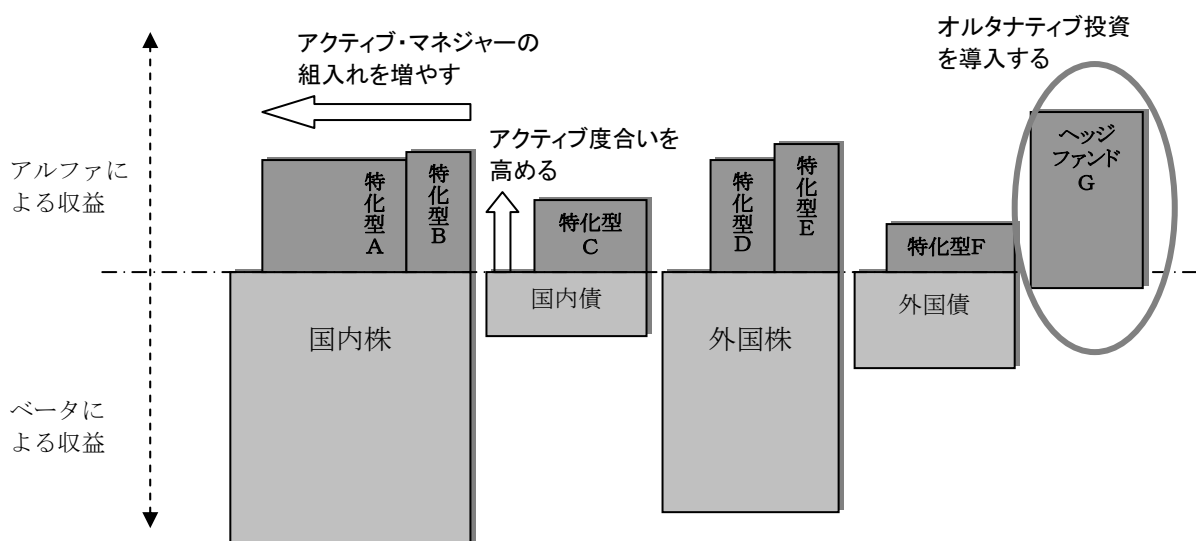 アクティブ・マネジャーの
組入れを増やす
オルタナティブ投資
を導入する
アクティブ度合いを
高める
アルファに
よる収益
特化型A
特化型B
特化型
C
特化型D
特化型E
特化型F
ヘッジ
ファンド
G
国内株
国内債
外国株
外国債
ベータに
よる収益